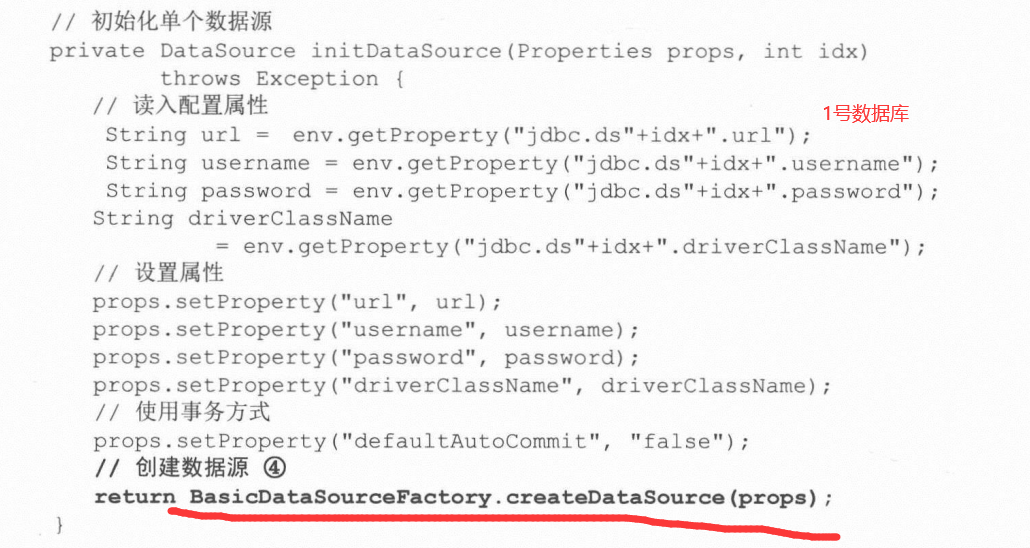 // 初始化单个数据源
private DataSource initDataSource(Properties props, int idx)
throws Exception {
// 读入配置属性
1号数据库
String url = env.getProperty("jdbc.ds"+idx+".url");
String username = env.getProperty("jdbc.ds"+idx+".username");
String password = env.getProperty("jdbc.ds"+idx+".password");
String driverClassName
= env.getProperty("jdbc.ds"+idx+".driverClassName");
// 设置属性
props.setProperty("url", url);
props.setProperty("username", username);
props.setProperty("password", password);
props.setProperty("driverClassName", driverClassName);
// 使用事务方式
props.setProperty("defaultAutoCommit", "false");
// 创建数据源 ④
return BasicDataSourceFactory.createDataSource(props);
}